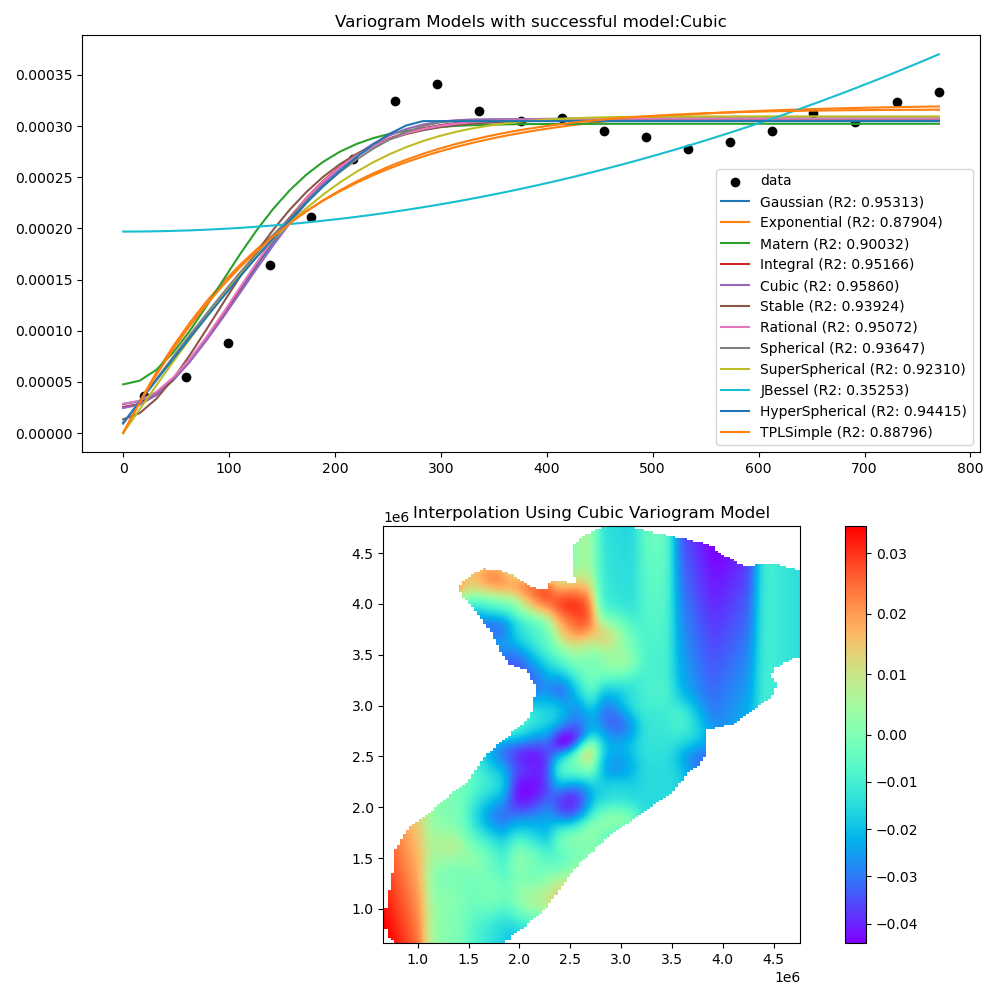 Variogram Models with successful model:Cubic
0.00035
0.00030
0.00025
0.00020
0.00015
0.00010
0.00005
0.00000
data
Gaussian (R2: 0.95313)
Exponential (R2: 0.87904)
Matern (R2: 0.90032)
Integral (R2: 0.95166)
Cubic (R2: 0.95860)
Stable (R2: 0.93924)
Rational (R2: 0.95072)
Spherical (R2: 0.93647)
SuperSpherical (R2: 0.92310)
JBessel (R2: 0.35253)
HyperSpherical (R2: 0.94415)
TPLSimple (R2: 0.88796)
0 100 200 300 400 500 600 700 800
Interpolation Using Cubic Variogram Model
1e6
4.5
4.0
3.5
3.0
2.5
2.0
1.5
1.0
1.0 1.5 2.0 2.5 3.0 3.5 4.0 4.5
1e6
0.03
0.02
0.01
0.00
−0.01
−0.02
−0.03
−0.04